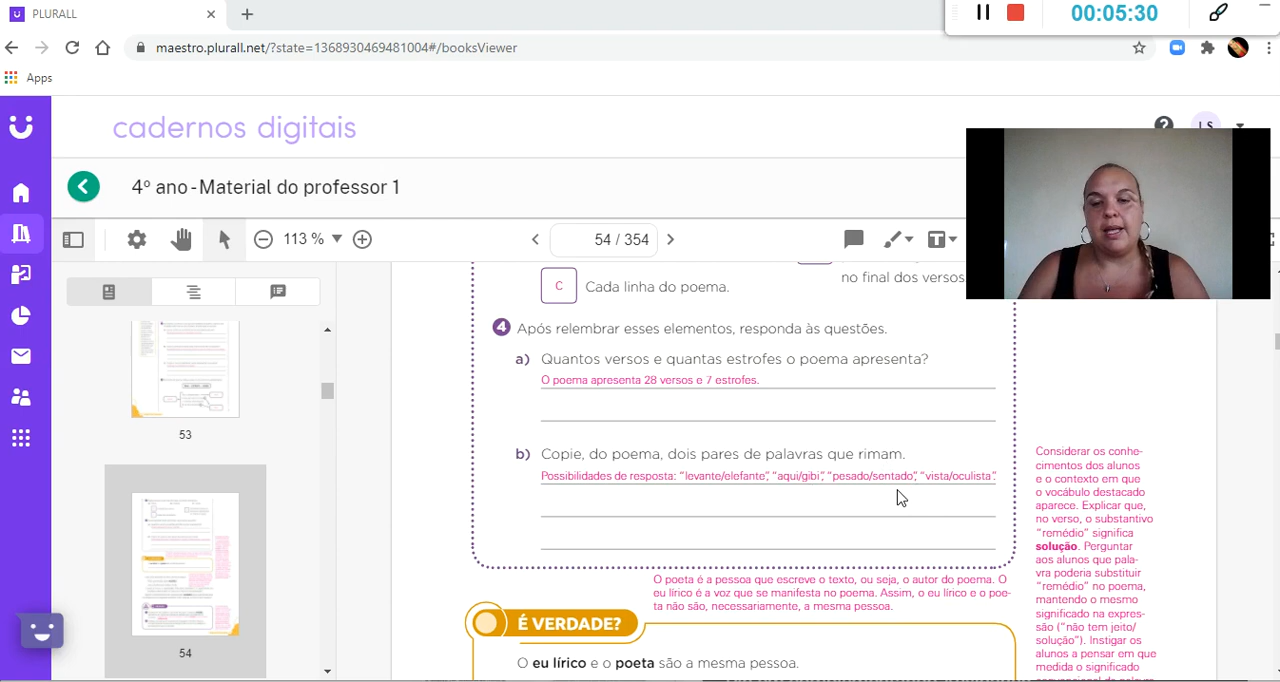 PLURALL
00:05:30
maestro.plurall.net/?state=1368930469481004#/booksViewer
Apps
cadernos digitais
LS
4º ano - Material do professor 1
113 %
54 / 354
no final dos versos.
C
Cada linha do poema.
4 Após relembrar esses elementos, responda às questões.
a) Quantos versos e quantas estrofes o poema apresenta?
O poema apresenta 28 versos e 7 estrofes.
53
b) Copie, do poema, dois pares de palavras que rimam.
Possibilidades de resposta: “levante/elefante”, “aqui/gibi”, “pesado/sentado”, “vista/oculista”.
Considerar os conhe-
cimentos dos alunos
e o contexto em que
o vocábulo destacado
aparece. Explicar que,
no verso, o substantivo
“remédio” significa
solução. Perguntar
aos alunos que pala-
vra poderia substituir
“remédio” no poema,
mantendo o mesmo
significado na expres-
são (“não tem jeito/
solução”). Instigar os
alunos a pensar em que
medida o significado
O poeta é a pessoa que escreve o texto, ou seja, o autor do poema. O
eu lírico é a voz que se manifesta no poema. Assim, o eu lírico e o poe-
ta não são, necessariamente, a mesma pessoa.
É VERDADE?
54
O eu lírico e o poeta são a mesma pessoa.